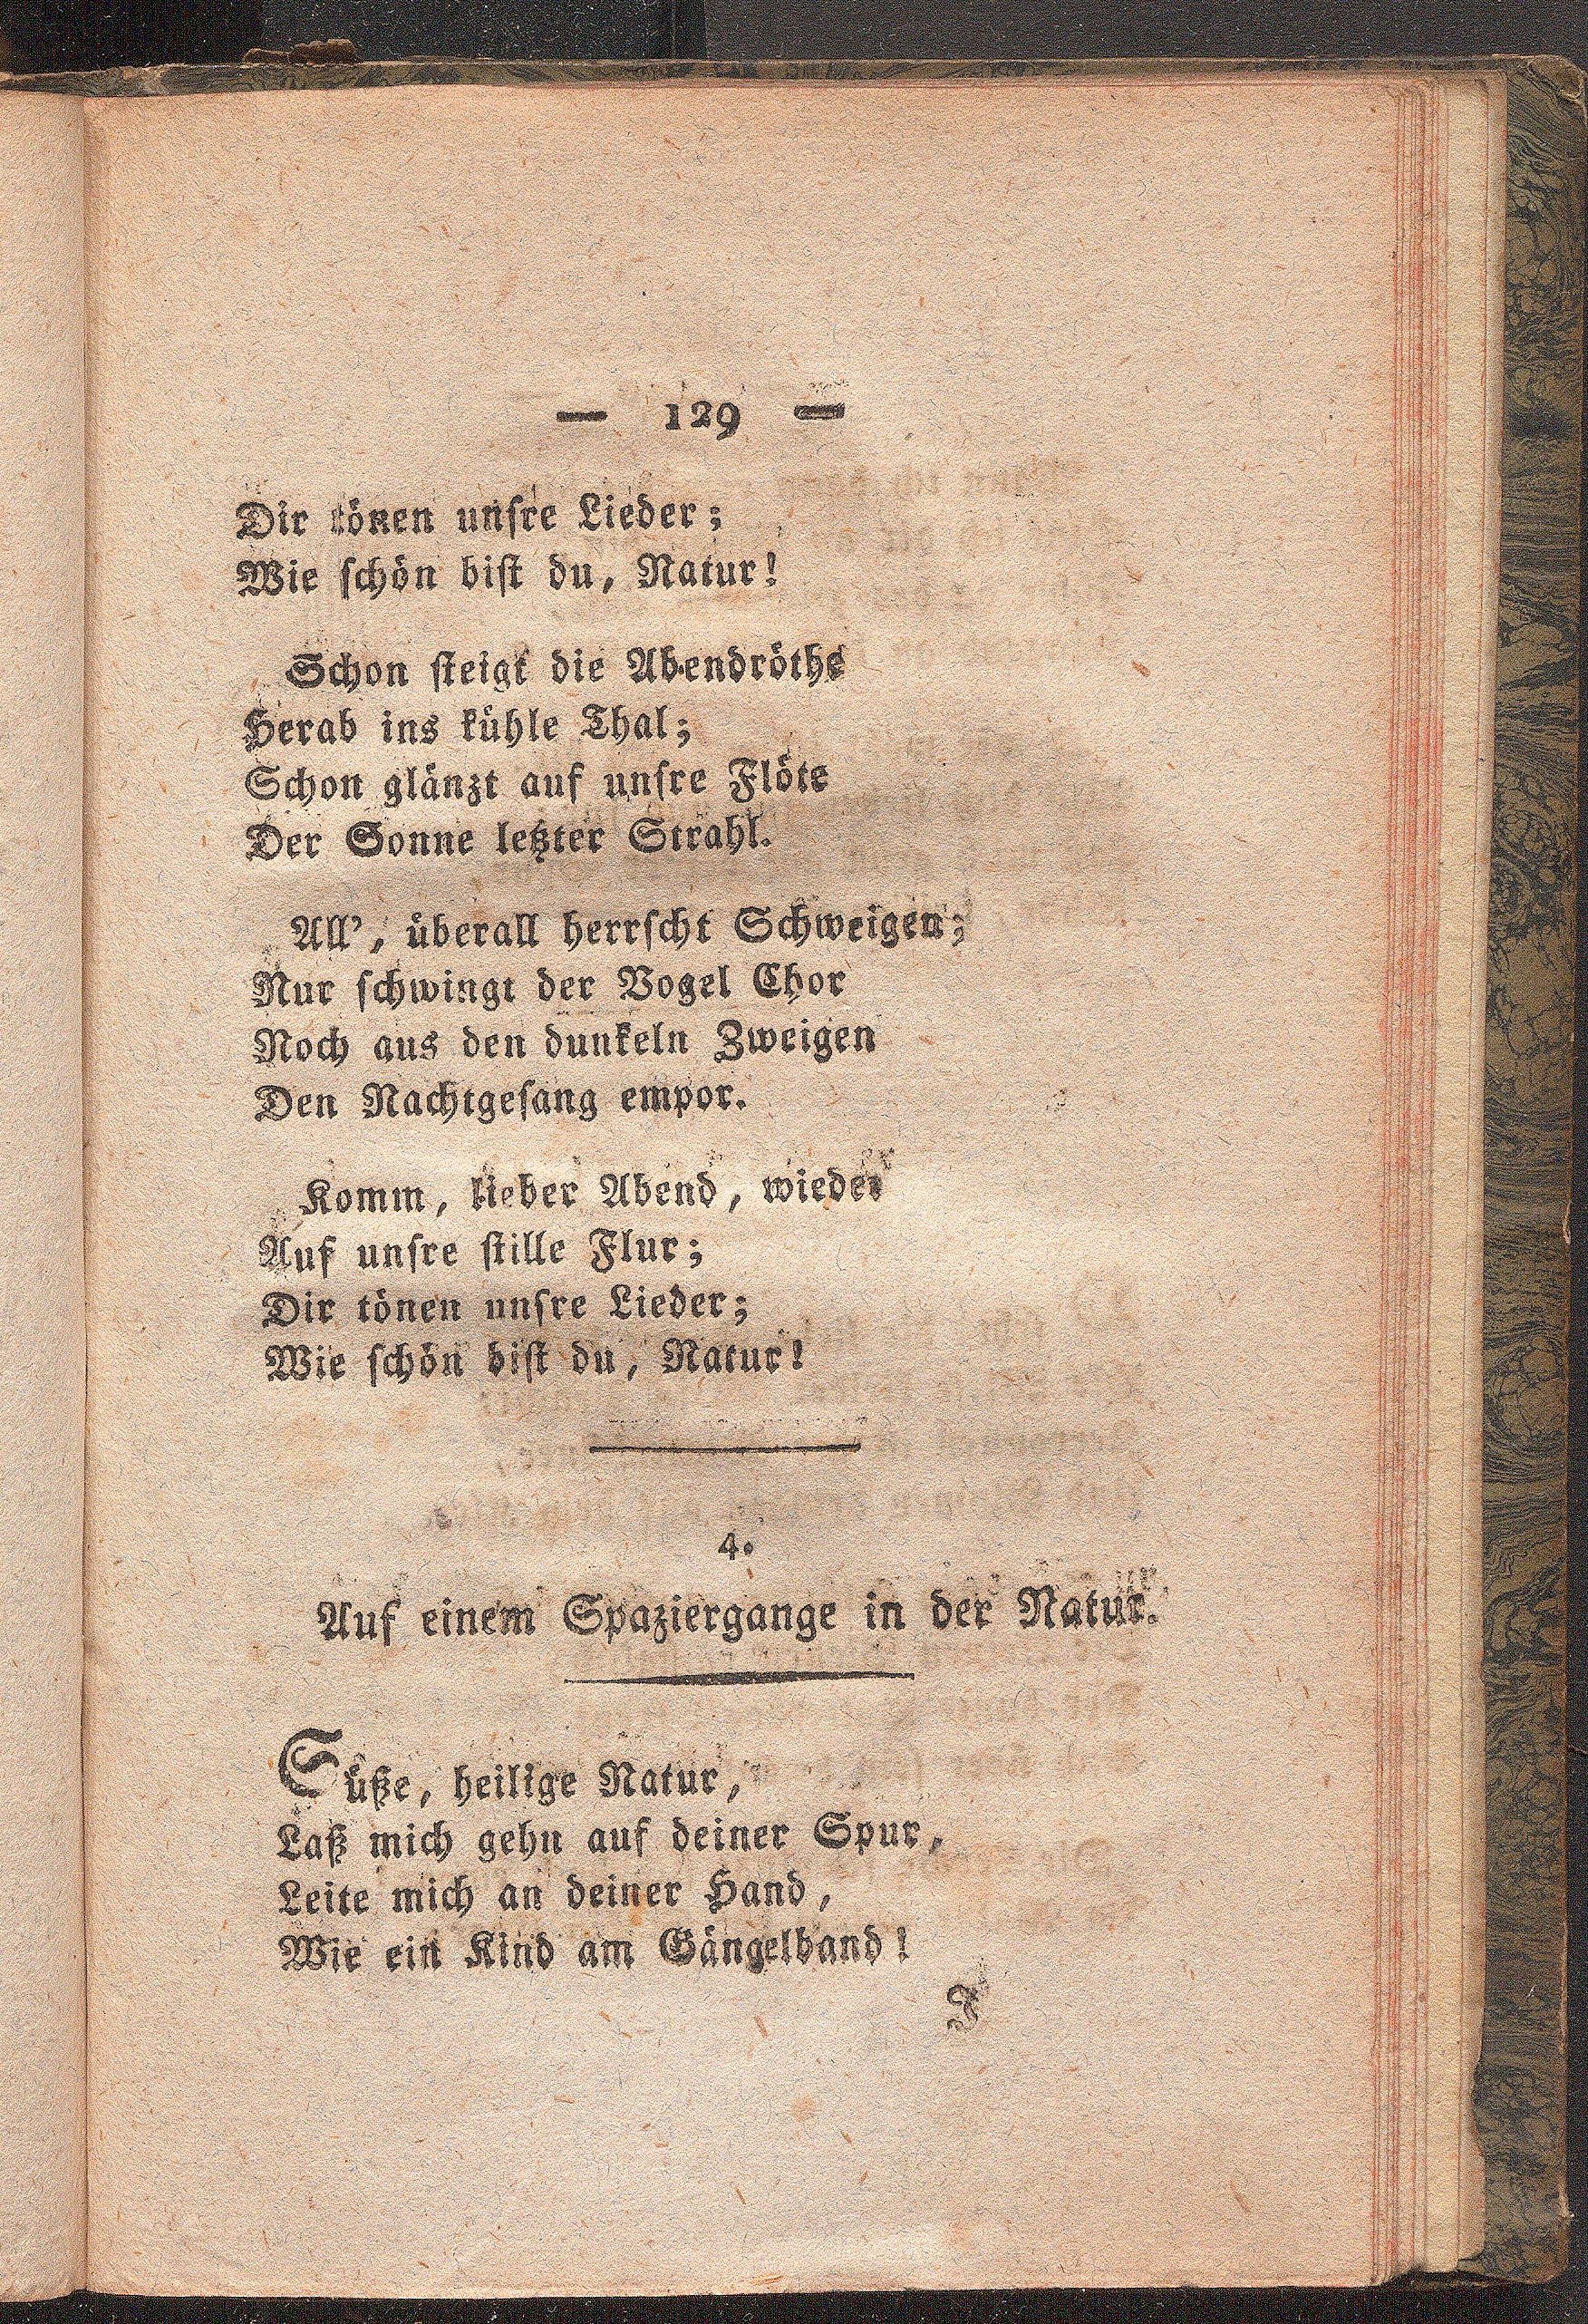 — 129 —
Dir tönen unſre Lieder;
Wie ſchön biſt du, Natur!
Schon ſteigt die Abendröthe
Herab ins kühle Thal;
Schon glänzt auf unſre Flöte
Der Sonne letzter Strahl.
All', überall herrſcht Schweigen;
Nur ſchwingt der Vogel Chor
Noch aus den dunkeln Zweigen
Den Nachtgeſang empor.
Komm, lieber Abend, wieder
Auf unſre ſtille Flur;
Dir tönen unſre Lieder;
Wie ſchön biſt du, Natur!
4.
Auf einem Spaziergange in der Natur.
Süße, heilige Natur,
Laß mich gehn auf deiner Spur,
Leite mich an deiner Hand,
Wie ein Kind am Gängelband!
J